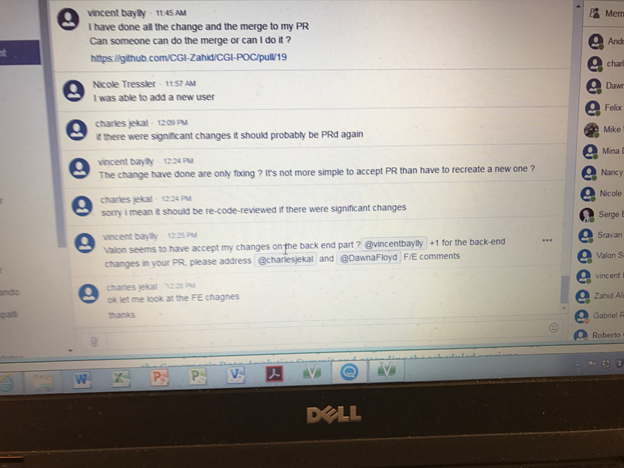 vincent baylly · 11:45 AM
I have done all the change and the merge to my PR
Can someone can do the merge or can I do it ?
https://github.com/CGI-Zahid/CGI-POC/pull/19
Nicole Tressler · 11:57 AM
I was able to add a new user
charles jekal · 12:09 PM
if there were significant changes it should probably be PRd again
vincent baylly · 12:24 PM
The change have done are only fixing ? It's not more simple to accept PR than have to recreate a new one ?
charles jekal · 12:24 PM
sorry i mean it should be re-code-reviewed if there were significant changes
vincent baylly · 12:25 PM
Valon seems to have accept my changes on the back end part ? @vincentbaylly +1 for the back-end
changes in your PR, please address @charlesjekal and @DawnaFloyd F/E comments
charles jekal · 12:28 PM
ok let me look at the FE chagnes
thanks
Mem
Andr
charl
Dawn
Felix
Mike
Mina
Nancy
Nicole
Serge
Sravan
Valon S
vincent
Zahid Ali
Gabriel R
Roberto
ando
palli
DELL